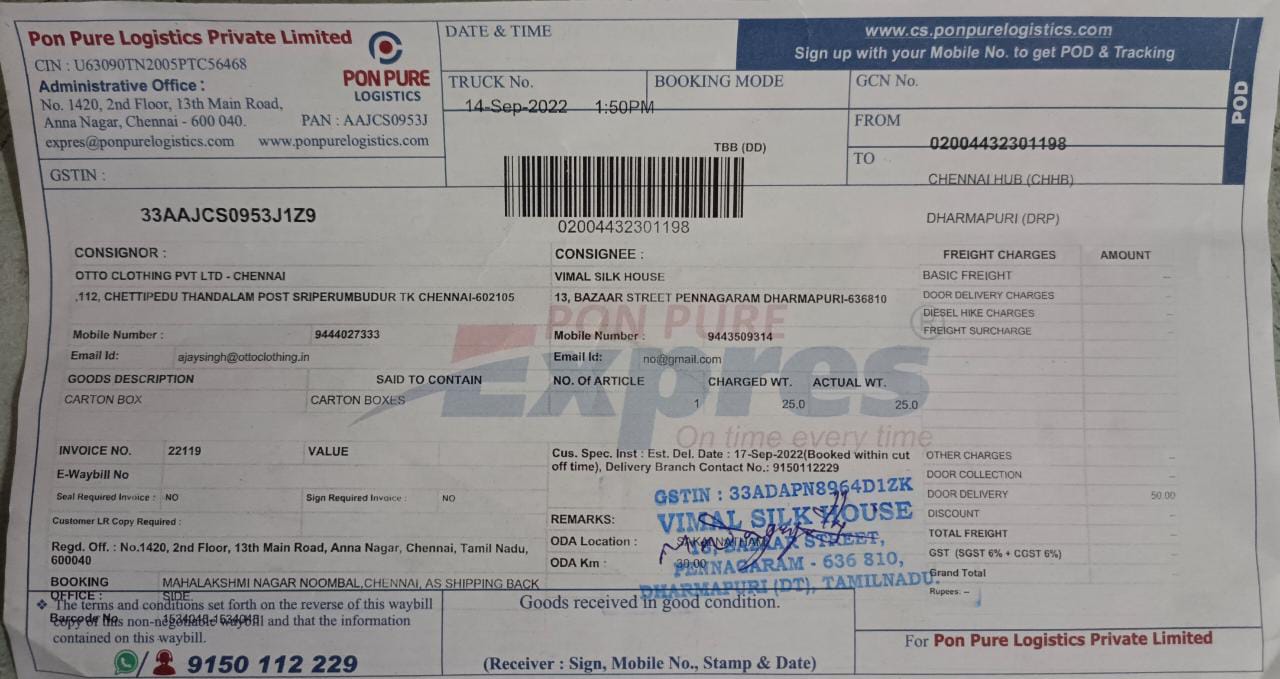 Pon Pure Logistics Private Limited
CIN : U63090TN2005PTC56468
Administrative Office :
No. 1420, 2nd Floor, 13th Main Road,
Anna Nagar, Chennai - 600 040.
PAN : AAJCS0953J
expres@ponpurelogistics.com www.ponpurelogistics.com
PON PURE
LOGISTICS
GSTIN :
33AAJCS0953J1Z9
DATE & TIME
www.cs.ponpurelogistics.com
Sign up with your Mobile No. to get POD & Tracking
POD
TRUCK No.
BOOKING MODE
GCN No.
14-Sep-2022 1:50PM
FROM
02004432301198
TBB (DD)
TO
CHENNAI HUB (CHHB)
02004432301198
DHARMAPURI (DRP)
CONSIGNOR :
OTTO CLOTHING PVT LTD - CHENNAI
,112, CHETTIPEDU THANDALAM POST SRIPERUMBUDUR TK CHENNAI-602105
Mobile Number : 9444027333
Email Id: ajaysingh@ottoclothing.in
CONSIGNEE :
VIMAL SILK HOUSE
13, BAZAAR STREET PENNAGARAM DHARMAPURI-636810
Mobile Number : 9443509314
Email Id: no@gmail.com
PON PURE
Expres ®
On time every time
GOODS DESCRIPTION SAID TO CONTAIN NO. OF ARTICLE CHARGED WT. ACTUAL WT.
CARTON BOX CARTON BOXES 1 25.0 25.0
FREIGHT CHARGES AMOUNT
BASIC FREIGHT --
DOOR DELIVERY CHARGES --
DIESEL HIKE CHARGES --
FREIGHT SURCHARGE --
INVOICE NO. 22119 VALUE
E-Waybill No
Seal Required Invoice : NO Sign Required Invoice : NO
Customer LR Copy Required :
Regd. Off. : No.1420, 2nd Floor, 13th Main Road, Anna Nagar, Chennai, Tamil Nadu,
600040
BOOKING OFFICE : MAHALAKSHMI NAGAR NOOMBAL,CHENNAI, AS SHIPPING BACK
SIDE.
Barcode No
Cus. Spec. Inst : Est. Del. Date : 17-Sep-2022(Booked within cut
off time), Delivery Branch Contact No.: 9150112229
REMARKS:
ODA Location :
ODA Km : 30.00
GSTIN : 33ADAPN8964D1ZK
VIMAL SILK HOUSE
13, BAZAAR STREET,
PENNAGARAM - 636 810,
DHARMAPURI (DT), TAMILNADU.
OTHER CHARGES --
DOOR COLLECTION --
DOOR DELIVERY 50.00
DISCOUNT --
TOTAL FREIGHT --
GST (SGST 6% + CGST 6%) --
Grand Total
Rupees: --
❖ The terms and conditions set forth on the reverse of this waybill
copy of this non-negotiable waybill and that the information
contained on this waybill.
9150 112 229
Goods received in good condition.
(Receiver : Sign, Mobile No., Stamp & Date)
For Pon Pure Logistics Private Limited